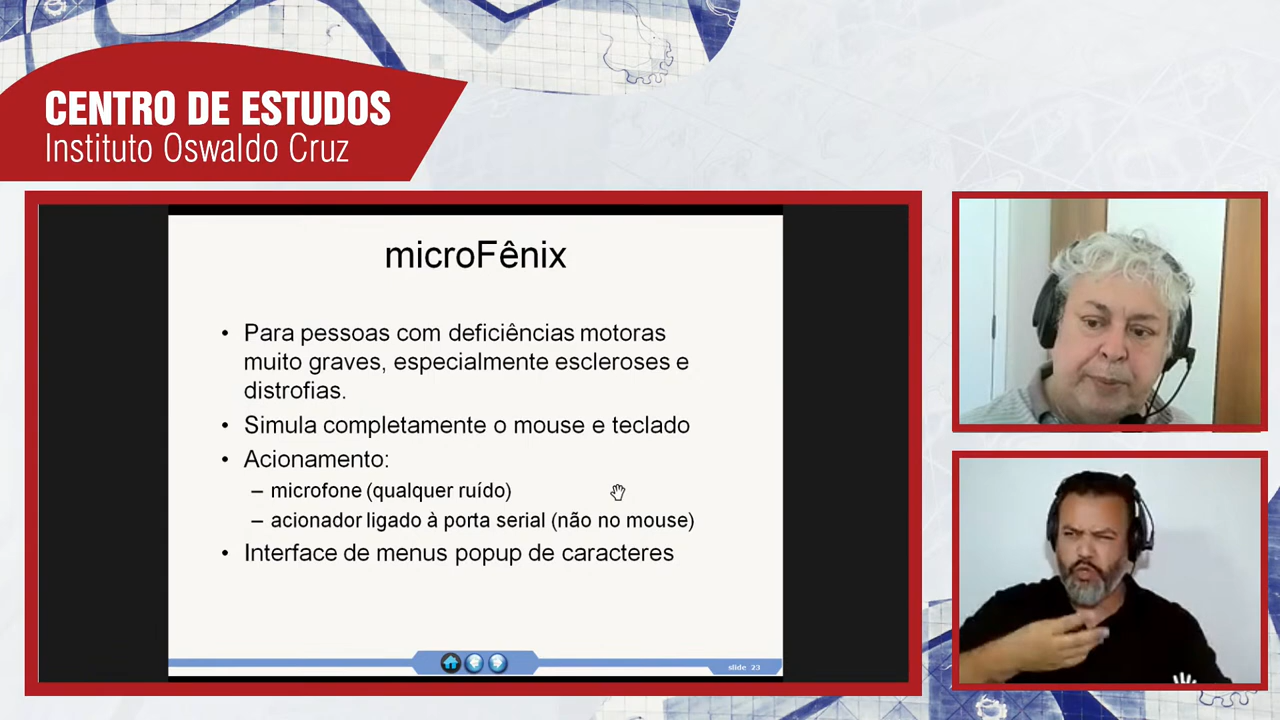 CENTRO DE ESTUDOS
Instituto Oswaldo Cruz
microFênix
• Para pessoas com deficiências motoras
muito graves, especialmente escleroses e
distrofias.
• Simula completamente o mouse e teclado
• Acionamento:
– microfone (qualquer ruído)
– acionador ligado à porta serial (não no mouse)
• Interface de menus popup de caracteres
slide 23